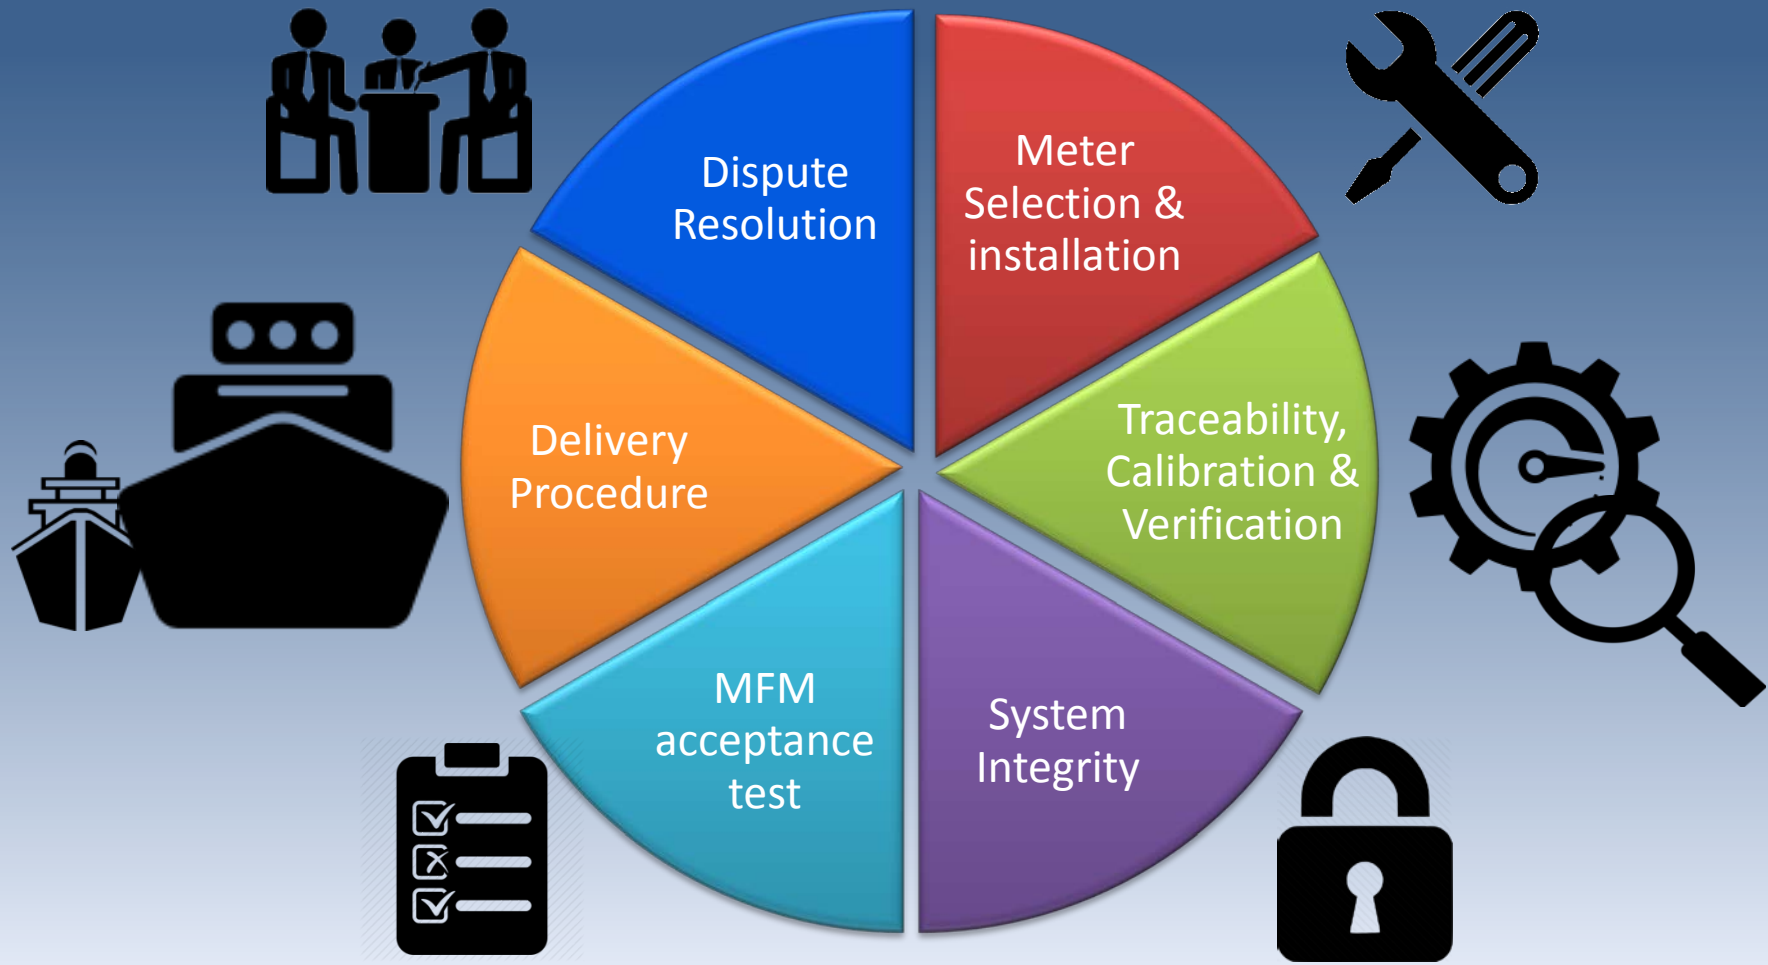 Dispute
Resolution
Meter
Selection &
installation
Traceability,
Calibration &
Verification
System
Integrity
MFM
acceptance
test
Delivery
Procedure